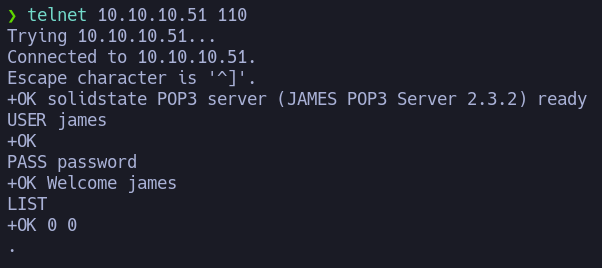 ❯ telnet 10.10.10.51 110
Trying 10.10.10.51...
Connected to 10.10.10.51.
Escape character is '^]'.
+OK solidstate POP3 server (JAMES POP3 Server 2.3.2) ready
USER james
+OK
PASS password
+OK Welcome james
LIST
+OK 0 0
.